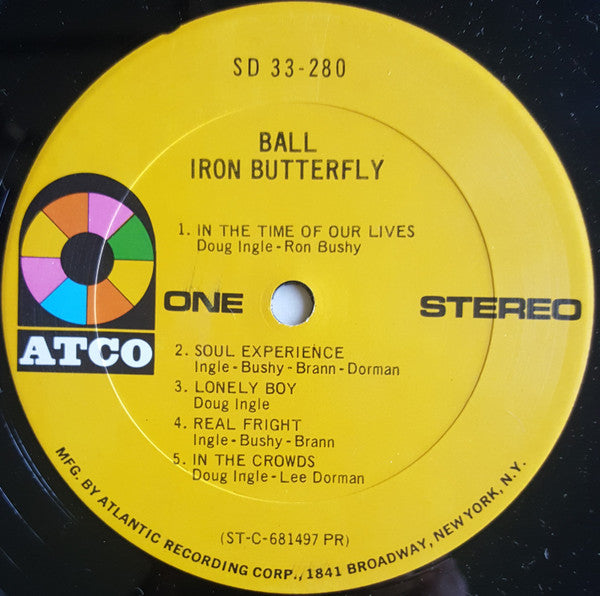 SD 33-280
BALL
IRON BUTTERFLY
1. IN THE TIME OF OUR LIVES
Doug Ingle-Ron Bushy
ONE
STEREO
ATCO
2. SOUL EXPERIENCE
Ingle-Bushy-Brann-Dorman
3. LONELY BOY
Doug Ingle
4. REAL FRIGHT
Ingle-Bushy-Brann
5. IN THE CROWDS
Doug Ingle-Lee Dorman
(ST-C-681497 PR)
MFG. BY ATLANTIC RECORDING CORP., 1841 BROADWAY, NEW YORK, N.Y.